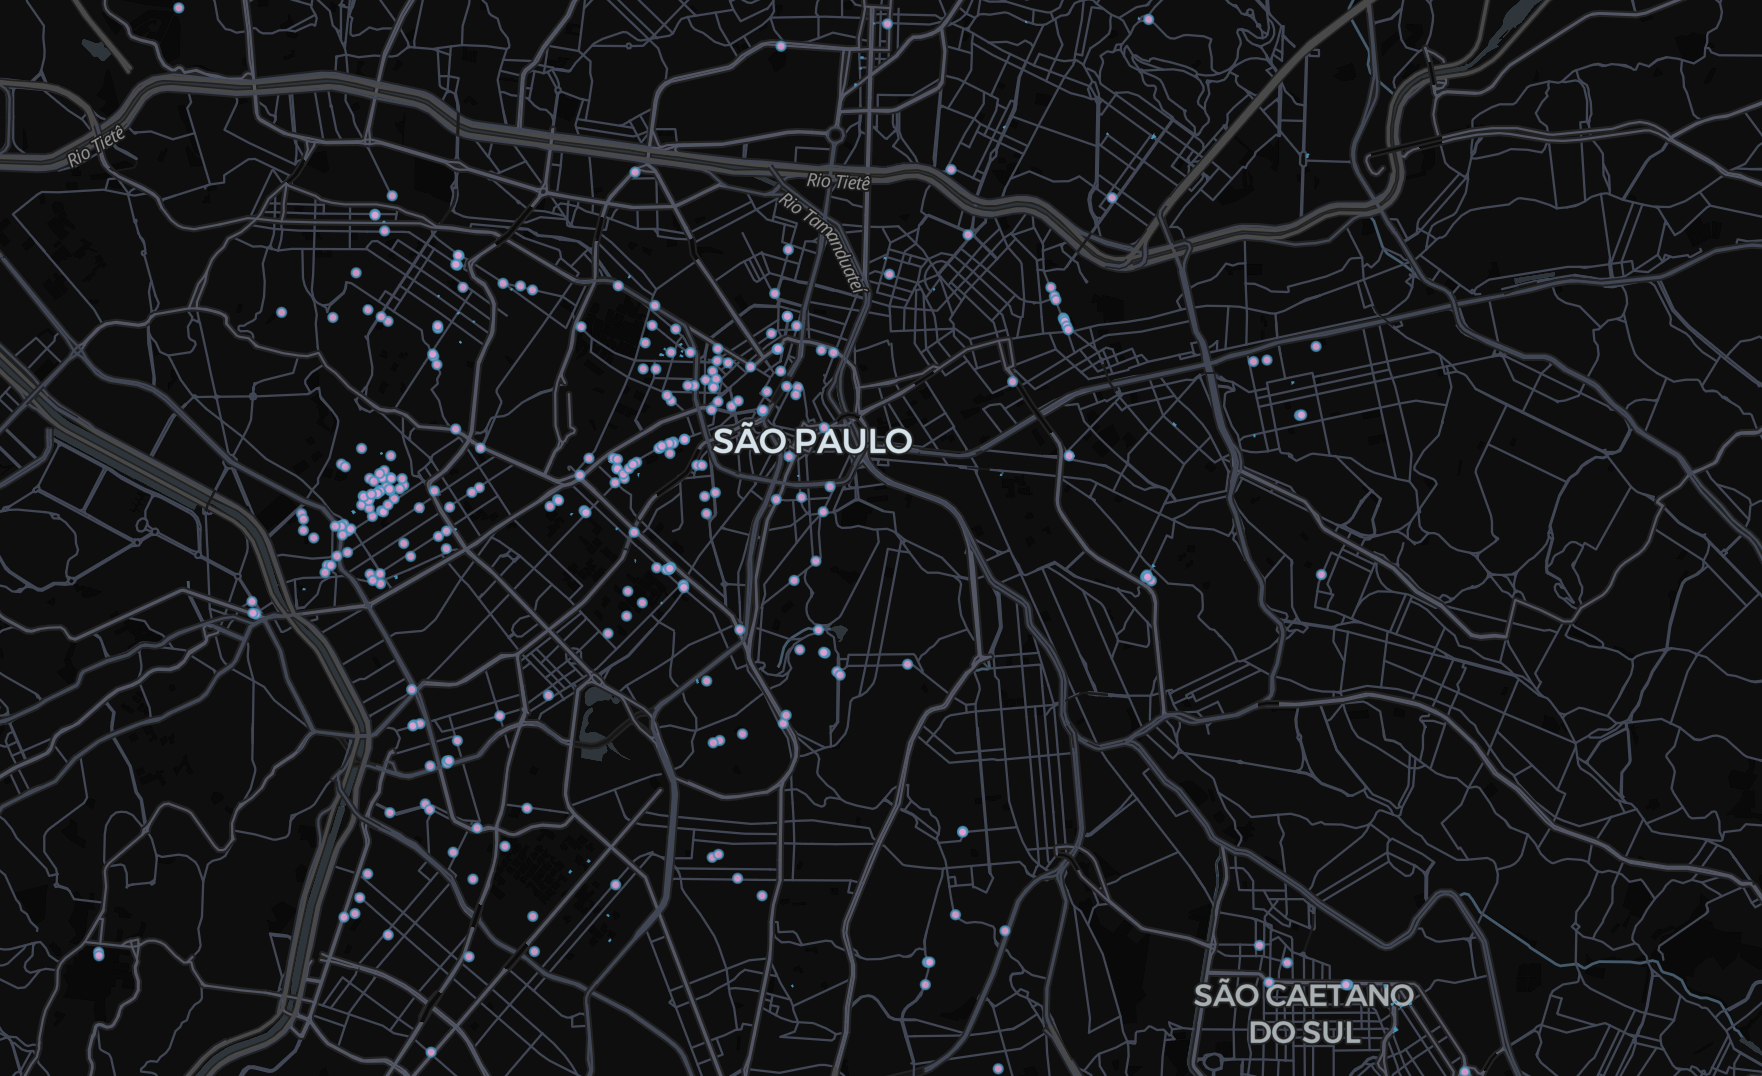 Rio Tietê
Rio Tietê
Rio Tamanduateí
SÃO PAULO
SÃO CAETANO
DO SUL